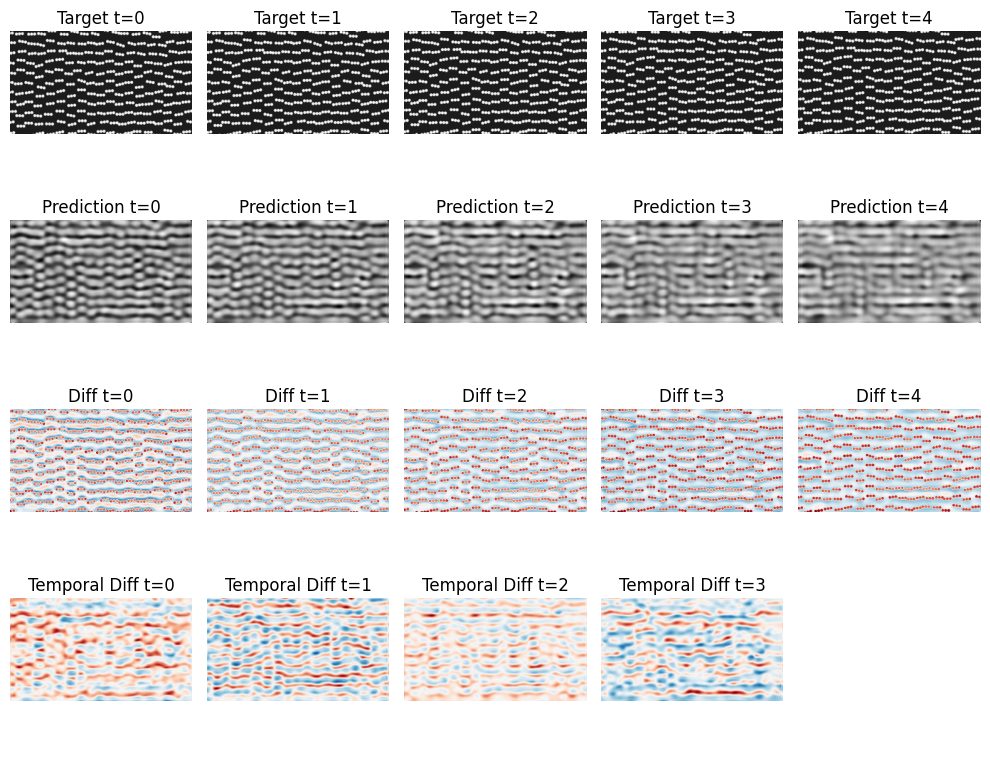 Target t=0 Target t=1 Target t=2 Target t=3 Target t=4
Prediction t=0 Prediction t=1 Prediction t=2 Prediction t=3 Prediction t=4
Diff t=0 Diff t=1 Diff t=2 Diff t=3 Diff t=4
Temporal Diff t=0 Temporal Diff t=1 Temporal Diff t=2 Temporal Diff t=3